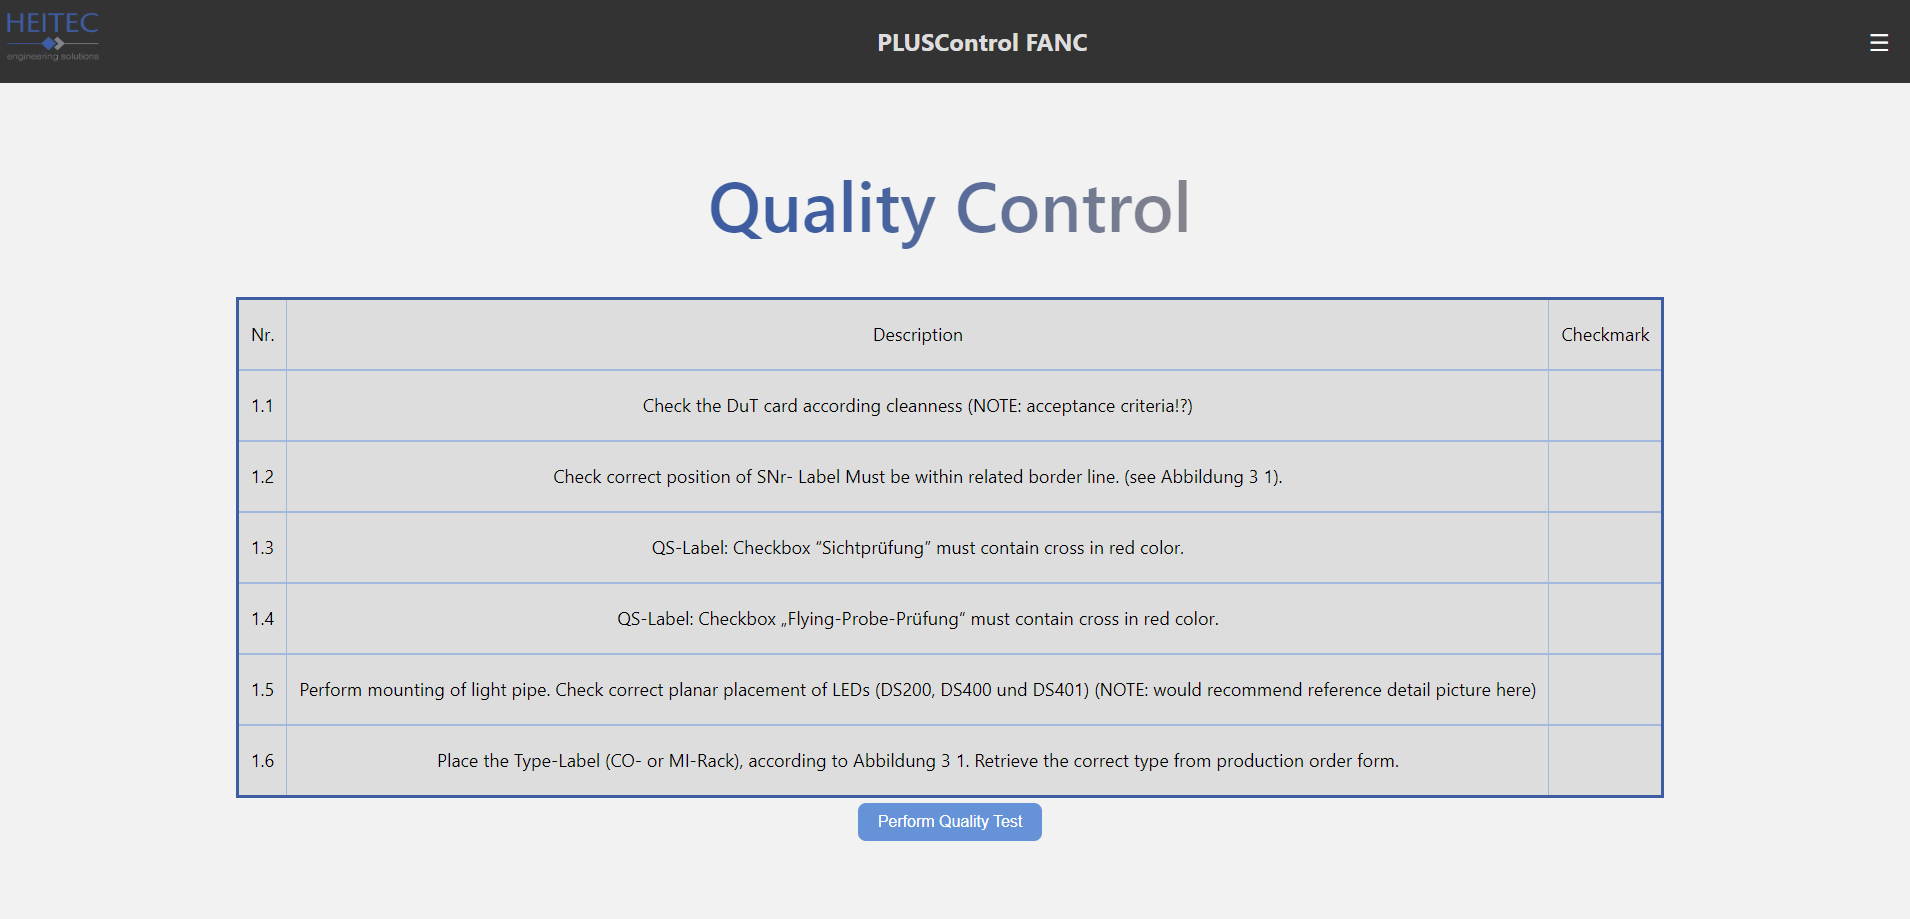 HEITEC
engineering solutions
PLUSControl FANC
☰
Quality Control
Nr. Description Checkmark
1.1 Check the DuT card according cleanness (NOTE: acceptance criteria!?)
1.2 Check correct position of SNr- Label Must be within related border line. (see Abbildung 3 1).
1.3 QS-Label: Checkbox “Sichtprüfung” must contain cross in red color.
1.4 QS-Label: Checkbox „Flying-Probe-Prüfung“ must contain cross in red color.
1.5 Perform mounting of light pipe. Check correct planar placement of LEDs (DS200, DS400 und DS401) (NOTE: would recommend reference detail picture here)
1.6 Place the Type-Label (CO- or MI-Rack), according to Abbildung 3 1. Retrieve the correct type from production order form.
Perform Quality Test